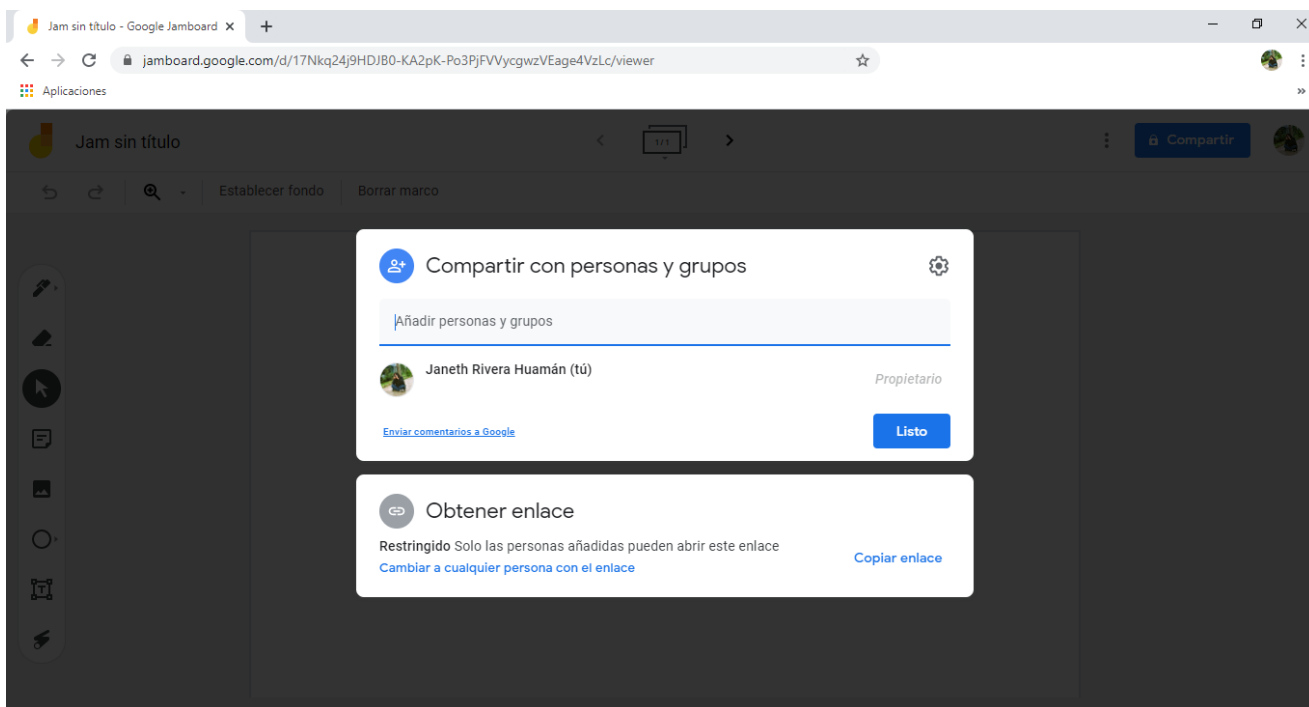 Jam sin título - Google Jamboard
jamboard.google.com/d/17Nkq24j9HDJB0-KA2pK-Po3PjFVVycgwzVEage4VzLc/viewer
Aplicaciones
»
Jam sin título
1/1
Compartir
Establecer fondo
Borrar marco
Compartir con personas y grupos
Añadir personas y grupos
Janeth Rivera Huamán (tú)
Propietario
Enviar comentarios a Google
Listo
Obtener enlace
Restringido Solo las personas añadidas pueden abrir este enlace
Cambiar a cualquier persona con el enlace
Copiar enlace